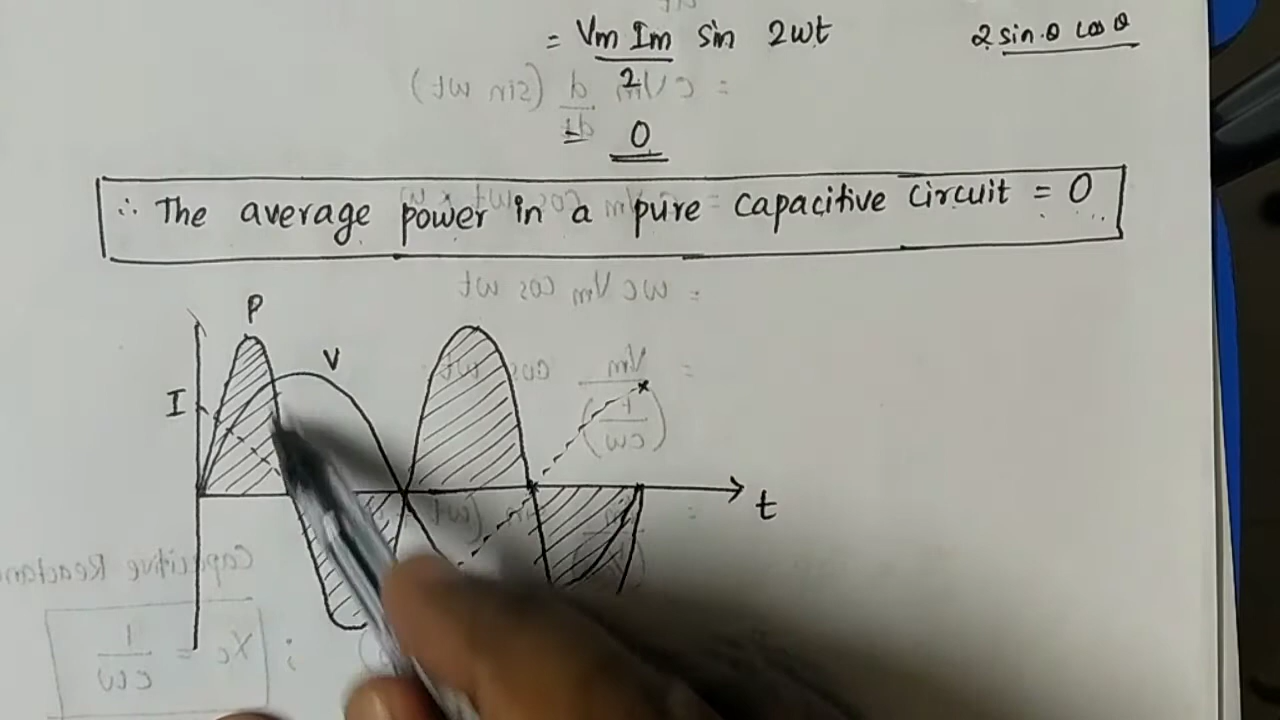 = Vm Im sin 2wt
2
2 sin θ cos θ
= 0
∴ The average power in a pure capacitive circuit = 0
P
V
I
t